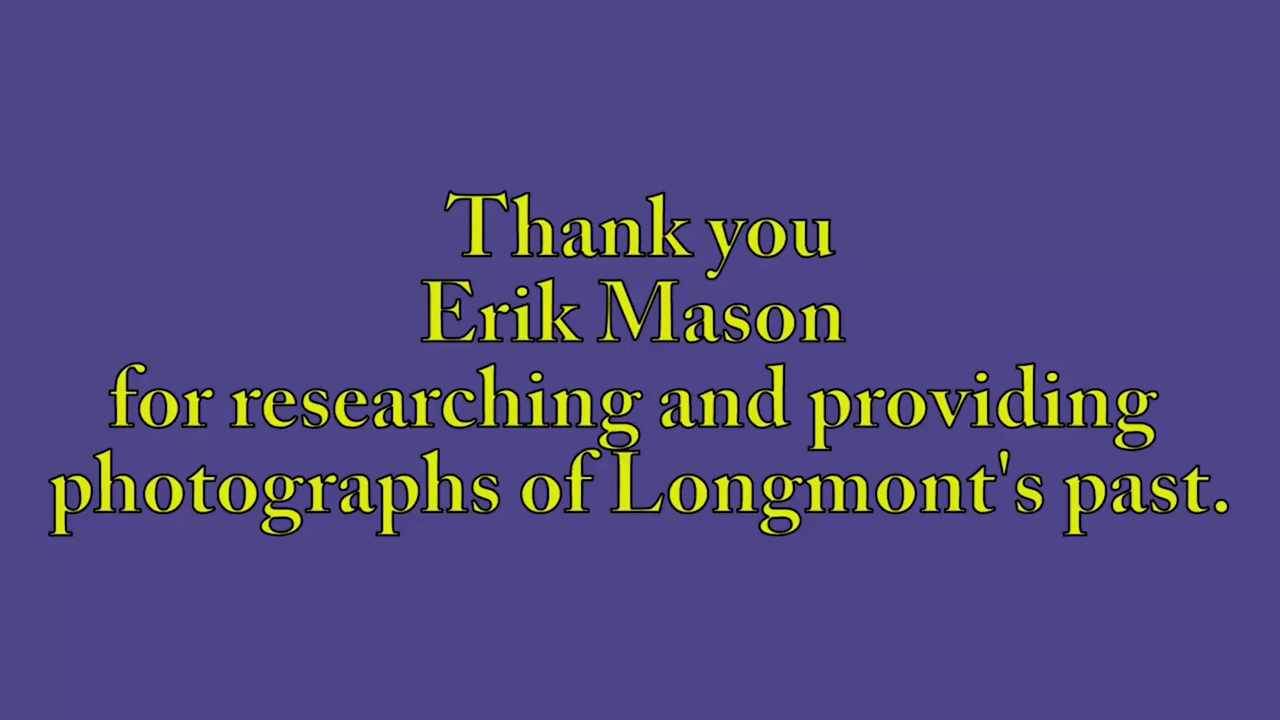 Thank you
Erik Mason
for researching and providing
photographs of Longmont's past.